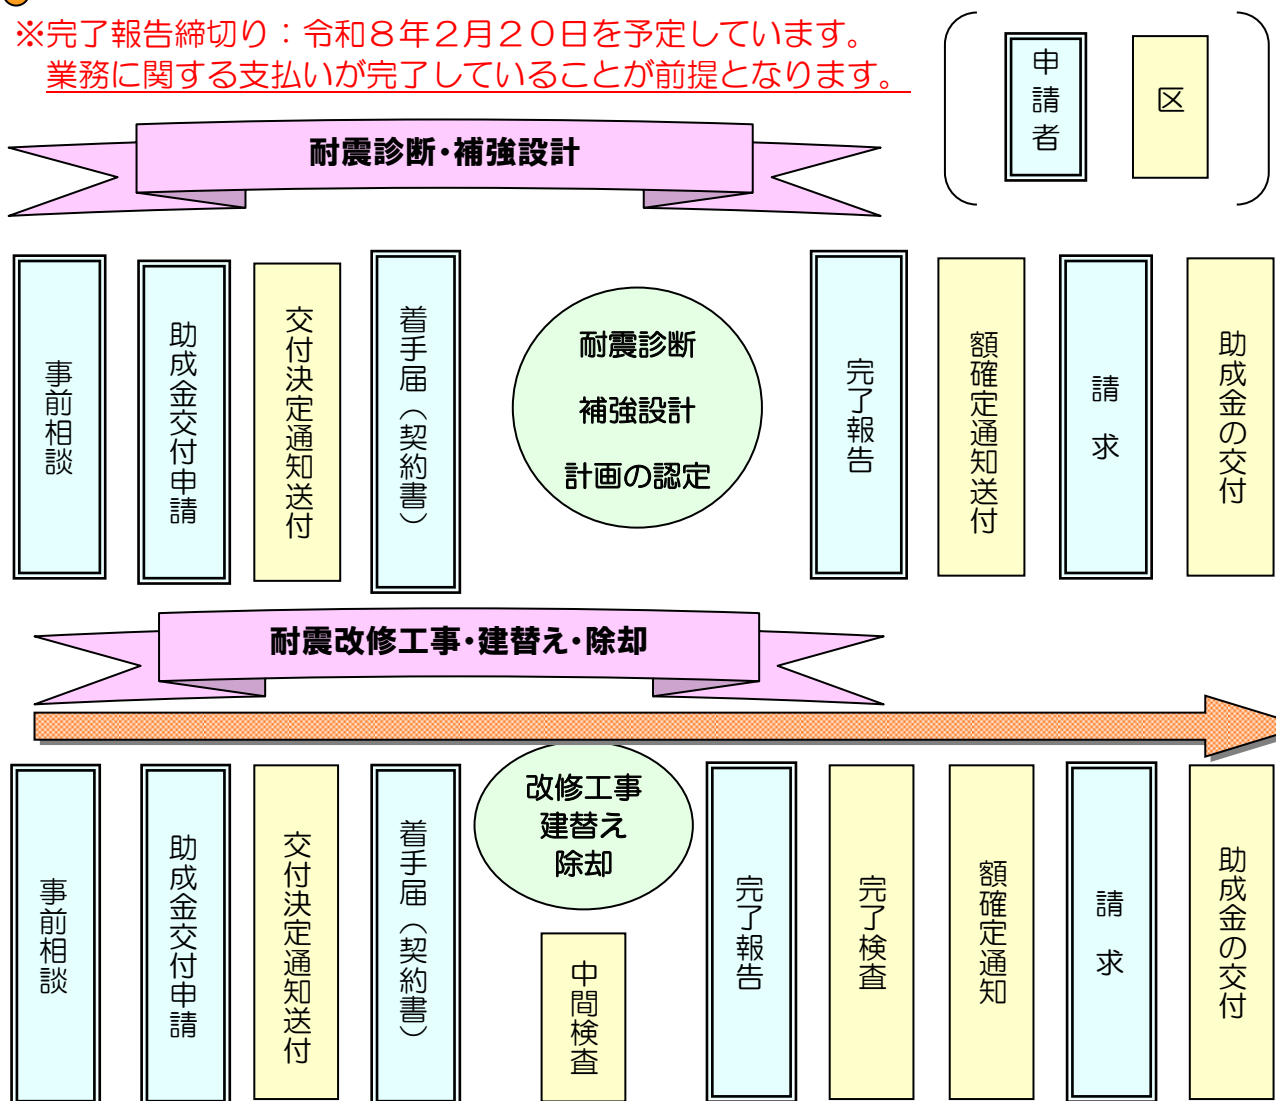 ※完了報告締切り：令和８年２月２０日を予定しています。
業務に関する支払いが完了していることが前提となります。
申請者
区
耐震診断・補強設計
事前相談
助成金交付申請
交付決定通知送付
着手届（契約書）
耐震診断
補強設計
計画の認定
完了報告
額確定通知送付
請求
助成金の交付
耐震改修工事・建替え・除却
事前相談
助成金交付申請
交付決定通知送付
着手届（契約書）
改修工事
建替え
除却
中間検査
完了報告
完了検査
額確定通知
請求
助成金の交付